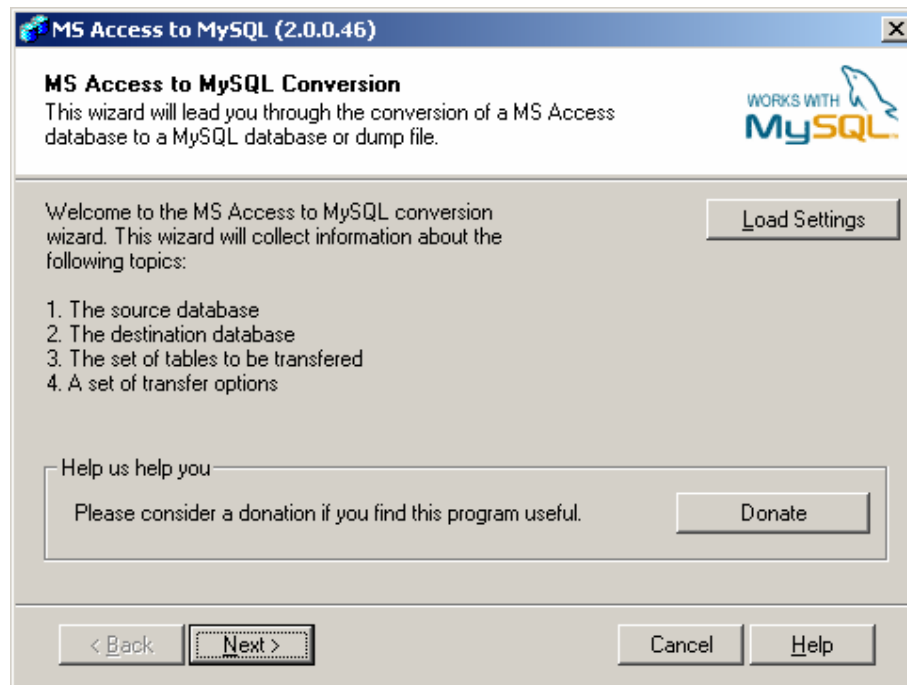 MS Access to MySQL (2.0.0.46)
MS Access to MySQL Conversion
This wizard will lead you through the conversion of a MS Access
database to a MySQL database or dump file.
WORKS WITH
MySQL™
Welcome to the MS Access to MySQL conversion
wizard. This wizard will collect information about the
following topics:
Load Settings
1. The source database
2. The destination database
3. The set of tables to be transfered
4. A set of transfer options
Help us help you
Please consider a donation if you find this program useful.
Donate
< Back
Next >
Cancel
Help